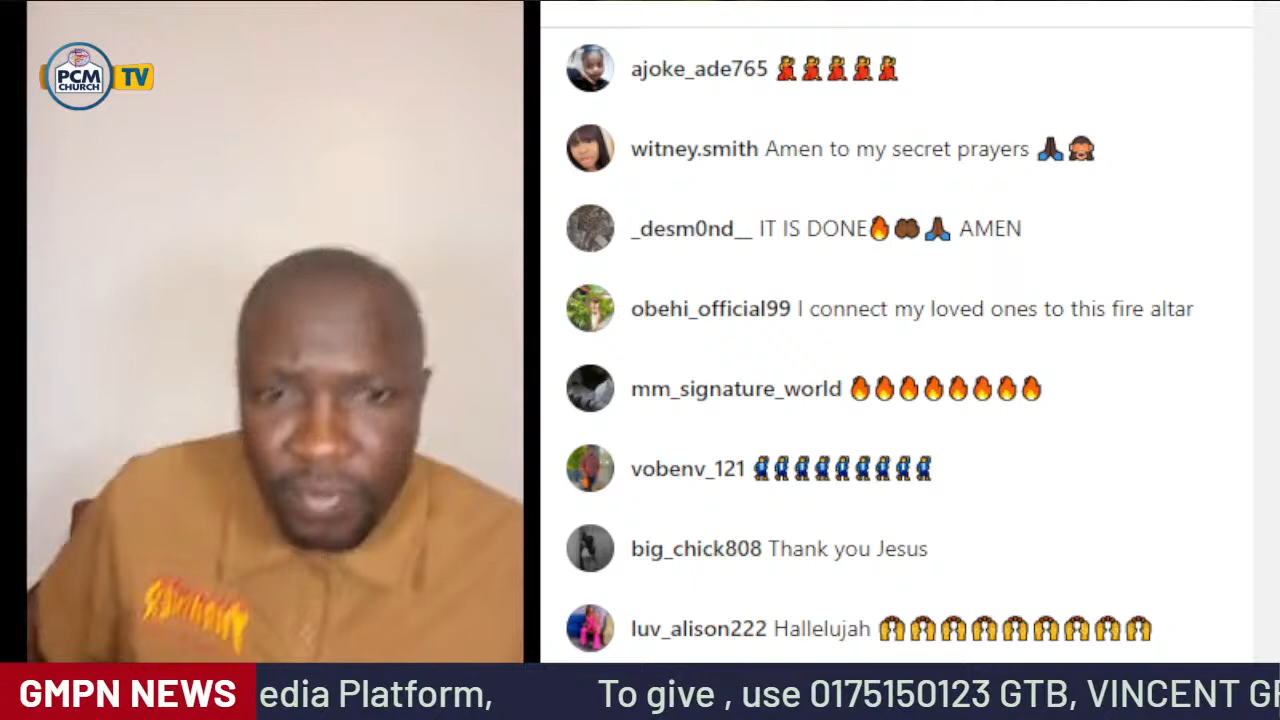 PCM
CHURCH
TV
ajoke_ade765 💃💃💃💃💃
witney.smith Amen to my secret prayers 🙏🏿🙈
_desm0nd__ IT IS DONE🔥🤲🏿🙏🏿 AMEN
obehi_official99 I connect my loved ones to this fire altar
mm_signature_world 🔥🔥🔥🔥🔥🔥🔥🔥
vobenv_121 🕺🕺🕺🕺🕺🕺🕺🕺🕺
big_chick808 Thank you Jesus
luv_alison222 Hallelujah 🙌🙌🙌🙌🙌🙌🙌🙌🙌
GMPN NEWS edia Platform, To give , use 0175150123 GTB, VINCENT GF